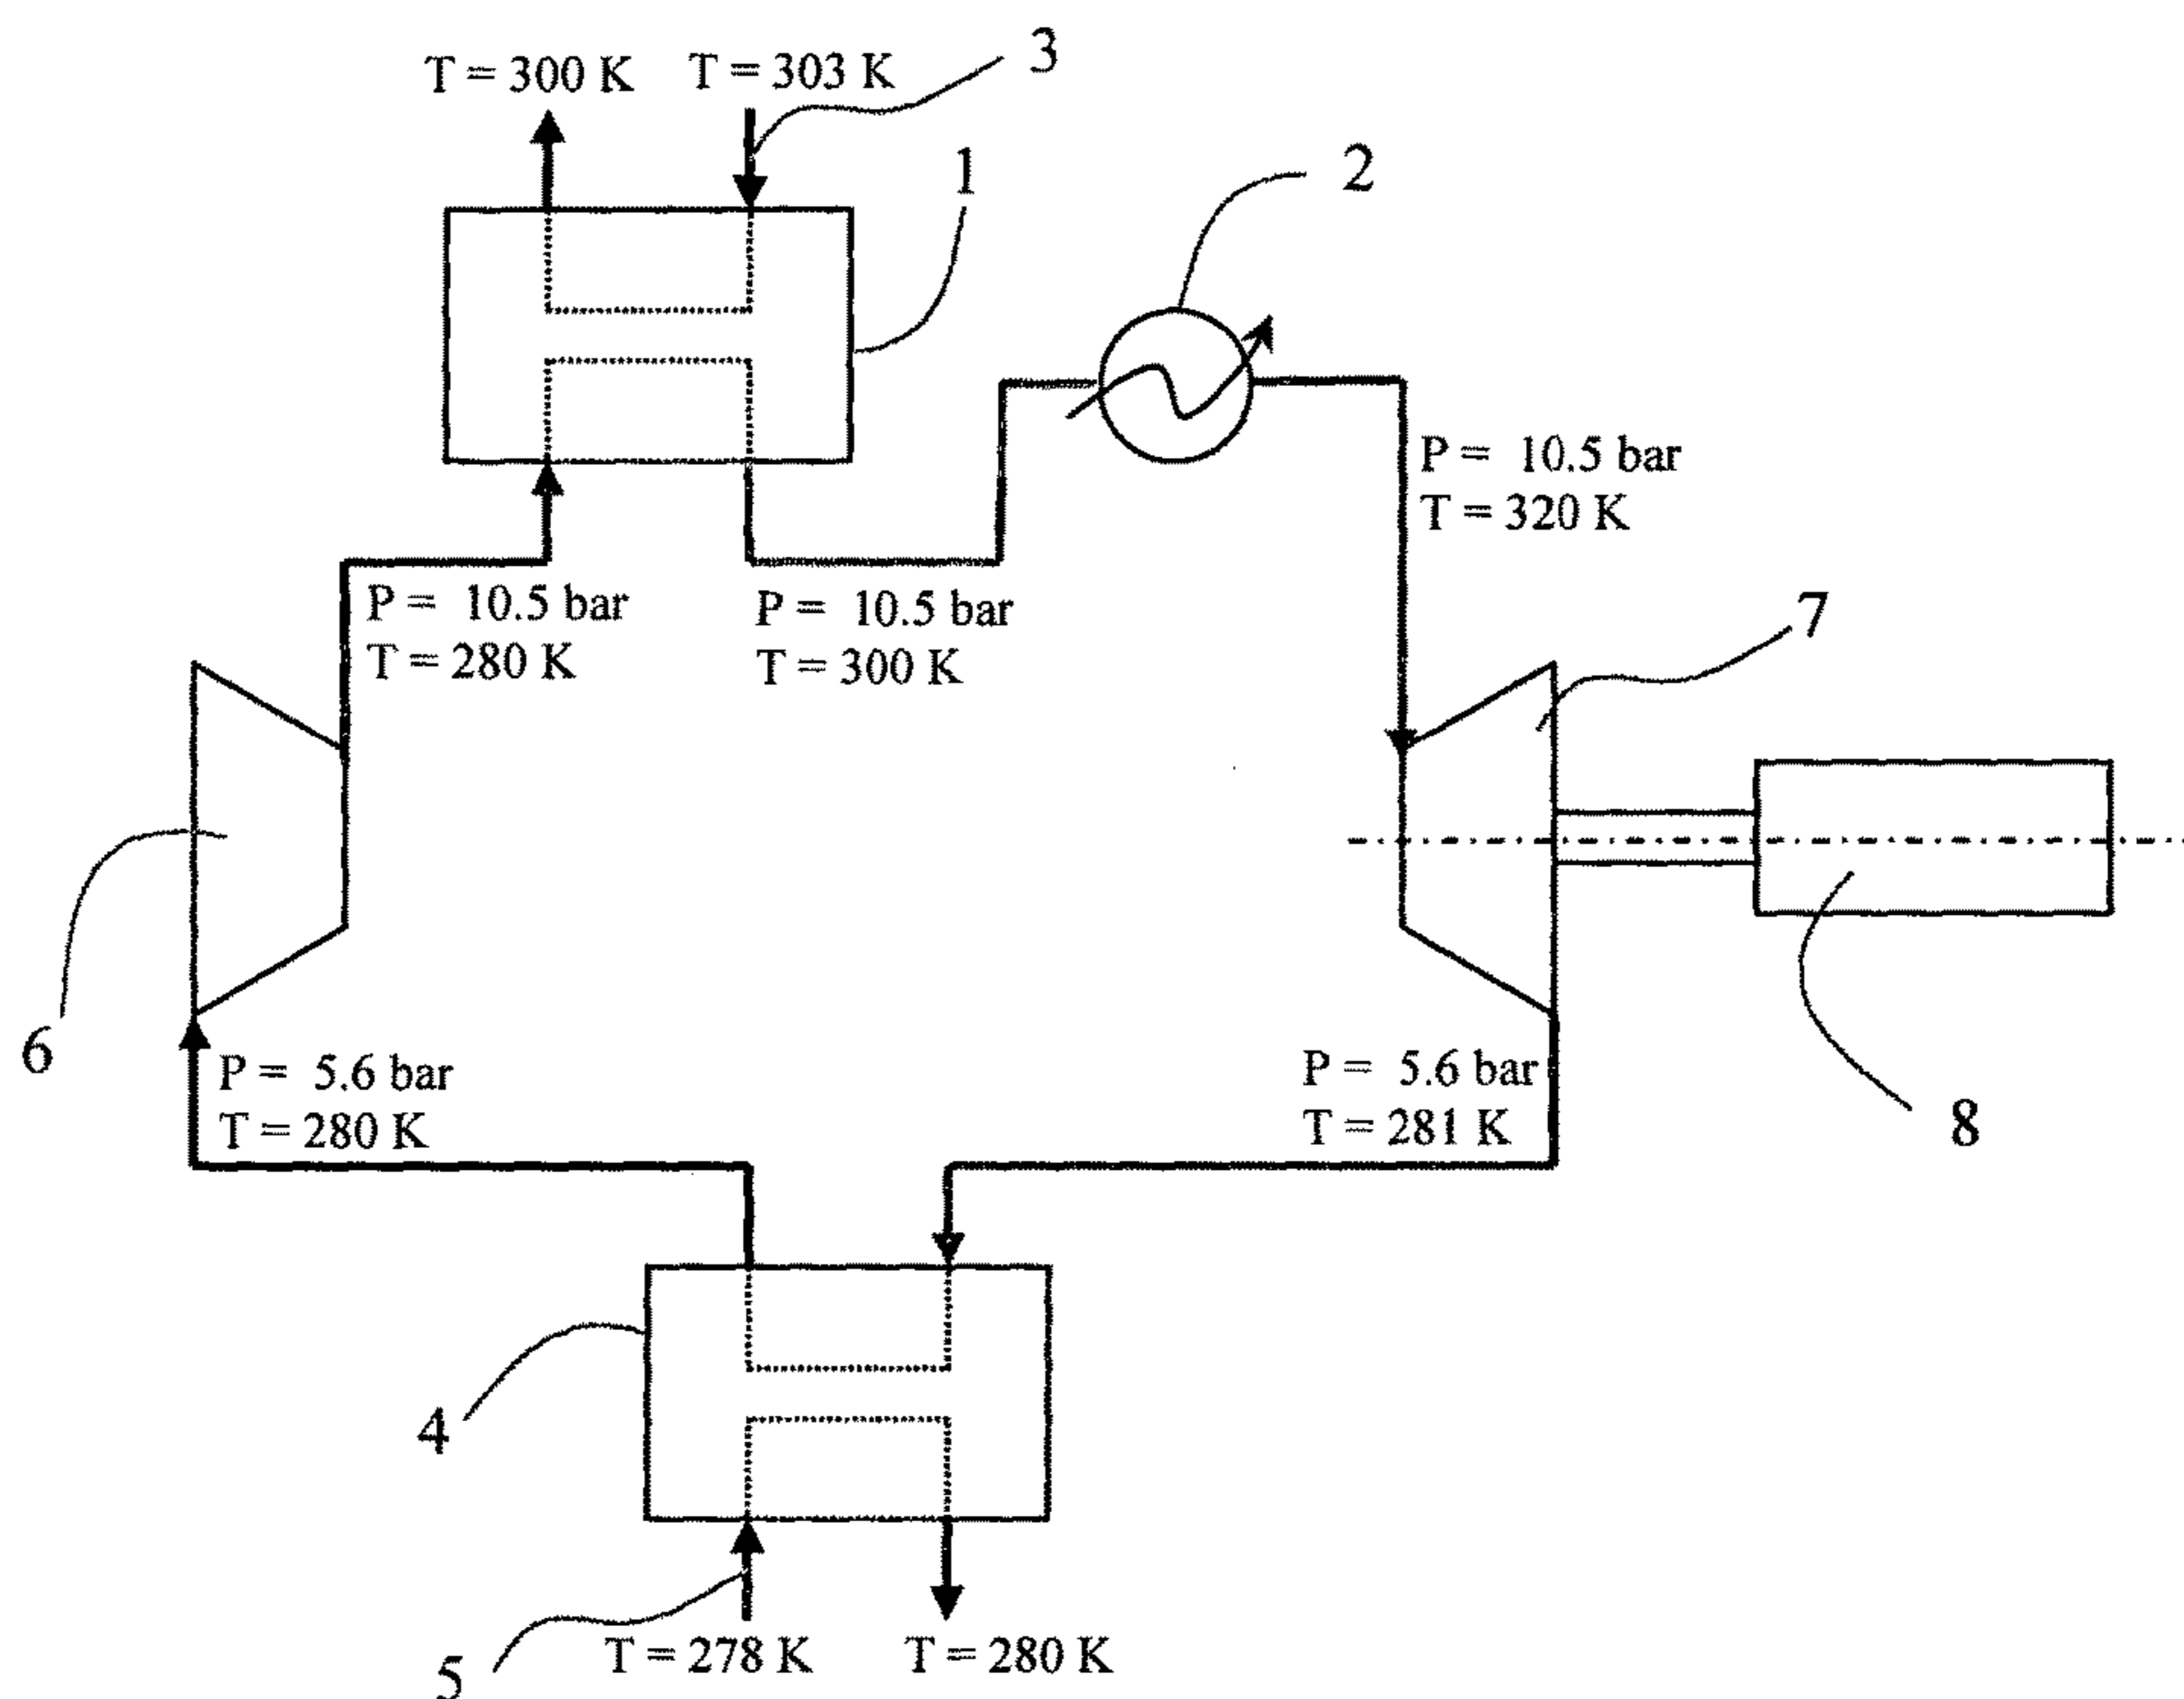 3
T = 300 K
T = 303 K
1
2
P = 10.5 bar
T = 320 K
P = 10.5 bar
T = 280 K
P = 10.5 bar
T = 300 K
7
6
P = 5.6 bar
T = 280 K
P = 5.6 bar
T = 281 K
8
4
5
T = 278 K
T = 280 K